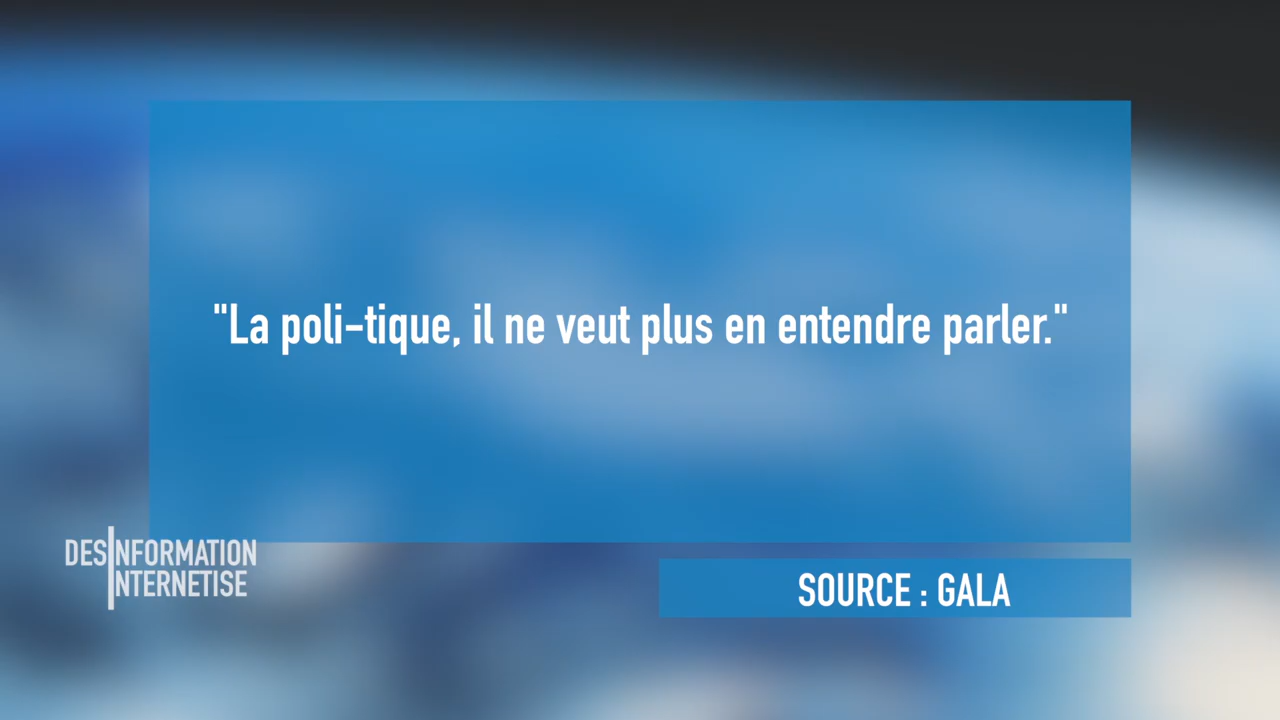 "La poli-tique, il ne veut plus en entendre parler."
DESINFORMATION
INTERNETISE
SOURCE : GALA